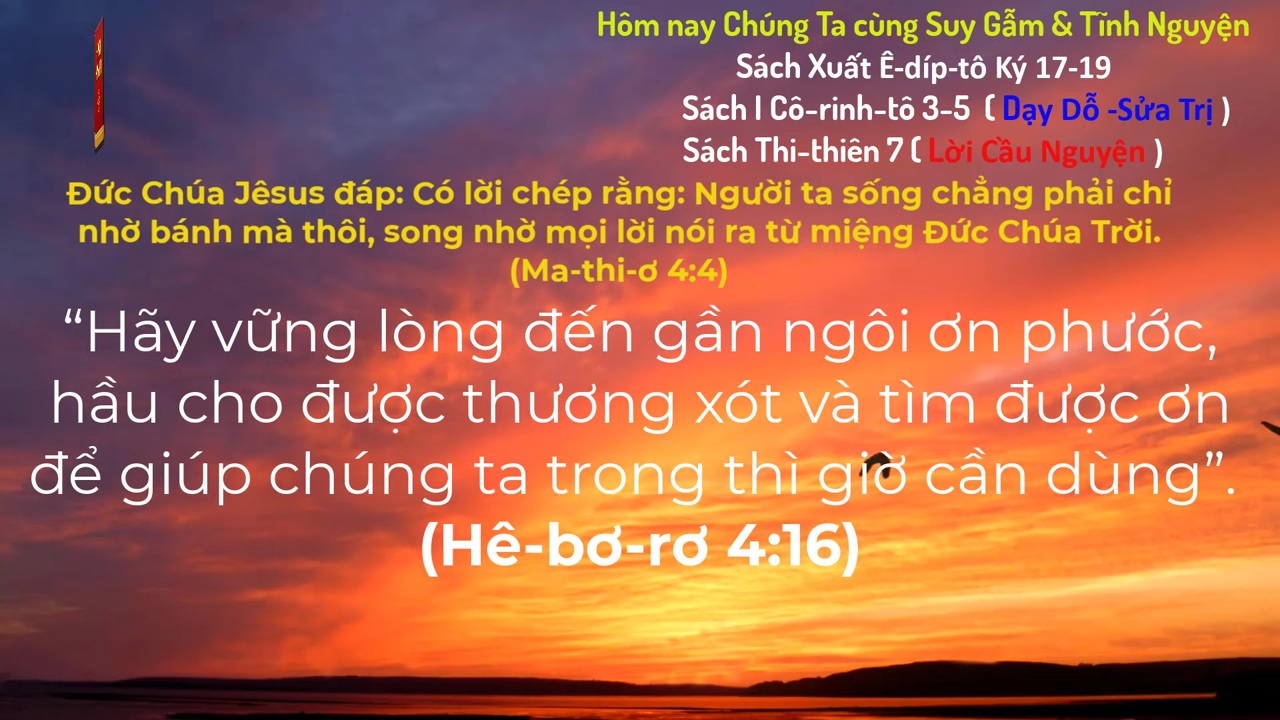 Hôm nay Chúng Ta cùng Suy Gẫm & Tĩnh Nguyện
Sách Xuất Ê-díp-tô Ký 17-19
Sách I Cô-rinh-tô 3-5 ( Dạy Dỗ -Sửa Trị )
Sách Thi-thiên 7 ( Lời Cầu Nguyện )
Đức Chúa Jêsus đáp: Có lời chép rằng: Người ta sống chẳng phải chỉ
nhờ bánh mà thôi, song nhờ mọi lời nói ra từ miệng Đức Chúa Trời.
(Ma-thi-ơ 4:4)
“Hãy vững lòng đến gần ngôi ơn phước,
hầu cho được thương xót và tìm được ơn
để giúp chúng ta trong thì giờ cần dùng”.
(Hê-bơ-rơ 4:16)